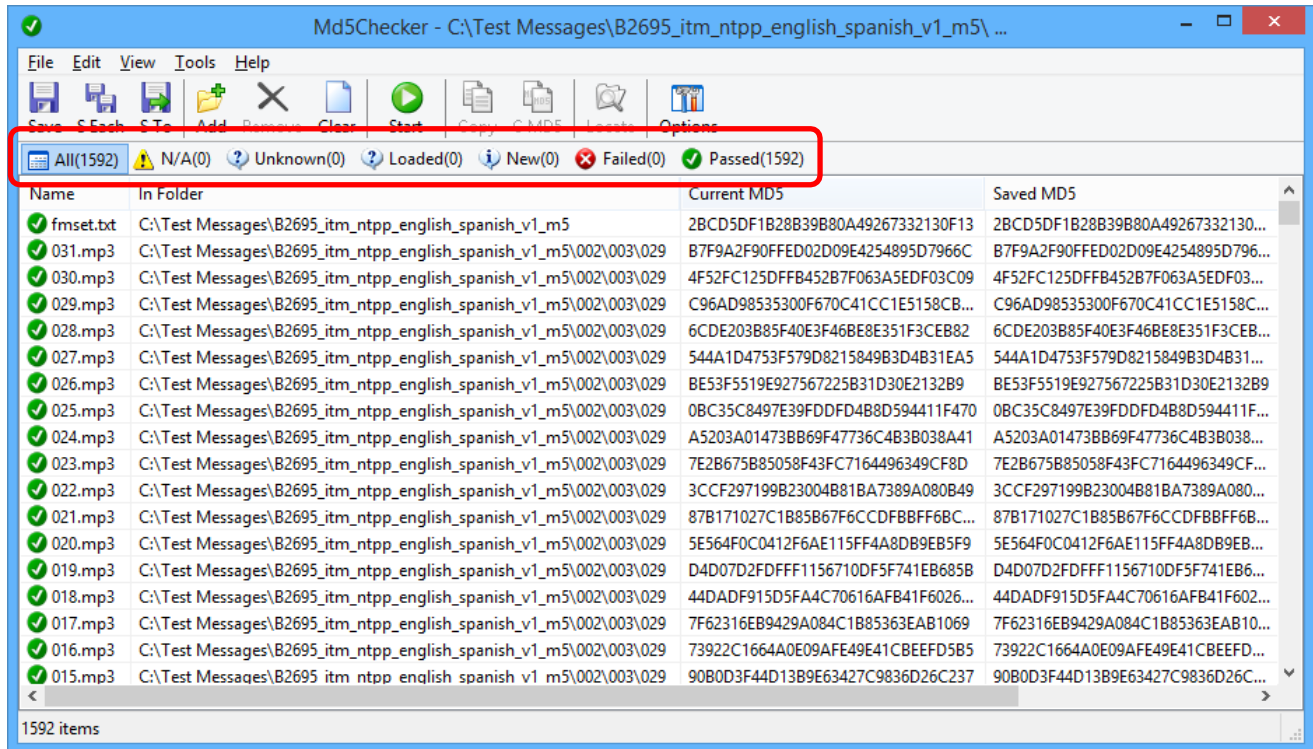 Md5Checker - C:\Test Messages\B2695_itm_ntpp_english_spanish_v1_m5\ ...
File Edit View Tools Help
Save S Each S To Add Remove Clear Start Copy C MD5 Locate Options
All(1592) N/A(0) Unknown(0) Loaded(0) New(0) Failed(0) Passed(1592)
Name In Folder Current MD5 Saved MD5
fmset.txt C:\Test Messages\B2695_itm_ntpp_english_spanish_v1_m5 2BCD5DF1B28B39B80A49267332130F13 2BCD5DF1B28B39B80A49267332130...
031.mp3 C:\Test Messages\B2695_itm_ntpp_english_spanish_v1_m5\002\003\029 B7F9A2F90FFED02D09E4254895D7966C B7F9A2F90FFED02D09E4254895D796...
030.mp3 C:\Test Messages\B2695_itm_ntpp_english_spanish_v1_m5\002\003\029 4F52FC125DFFB452B7F063A5EDF03C09 4F52FC125DFFB452B7F063A5EDF03...
029.mp3 C:\Test Messages\B2695_itm_ntpp_english_spanish_v1_m5\002\003\029 C96AD98535300F670C41CC1E5158CB... C96AD98535300F670C41CC1E5158C...
028.mp3 C:\Test Messages\B2695_itm_ntpp_english_spanish_v1_m5\002\003\029 6CDE203B85F40E3F46BE8E351F3CEB82 6CDE203B85F40E3F46BE8E351F3CEB...
027.mp3 C:\Test Messages\B2695_itm_ntpp_english_spanish_v1_m5\002\003\029 544A1D4753F579D8215849B3D4B31EA5 544A1D4753F579D8215849B3D4B31...
026.mp3 C:\Test Messages\B2695_itm_ntpp_english_spanish_v1_m5\002\003\029 BE53F5519E927567225B31D30E2132B9 BE53F5519E927567225B31D30E2132B9
025.mp3 C:\Test Messages\B2695_itm_ntpp_english_spanish_v1_m5\002\003\029 0BC35C8497E39FDDFD4B8D594411F470 0BC35C8497E39FDDFD4B8D594411F...
024.mp3 C:\Test Messages\B2695_itm_ntpp_english_spanish_v1_m5\002\003\029 A5203A01473BB69F47736C4B3B038A41 A5203A01473BB69F47736C4B3B038...
023.mp3 C:\Test Messages\B2695_itm_ntpp_english_spanish_v1_m5\002\003\029 7E2B675B85058F43FC7164496349CF8D 7E2B675B85058F43FC7164496349CF...
022.mp3 C:\Test Messages\B2695_itm_ntpp_english_spanish_v1_m5\002\003\029 3CCF297199B23004B81BA7389A080B49 3CCF297199B23004B81BA7389A080...
021.mp3 C:\Test Messages\B2695_itm_ntpp_english_spanish_v1_m5\002\003\029 87B171027C1B85B67F6CCDFBBFF6BC... 87B171027C1B85B67F6CCDFBBFF6B...
020.mp3 C:\Test Messages\B2695_itm_ntpp_english_spanish_v1_m5\002\003\029 5E564F0C0412F6AE115FF4A8DB9EB5F9 5E564F0C0412F6AE115FF4A8DB9EB...
019.mp3 C:\Test Messages\B2695_itm_ntpp_english_spanish_v1_m5\002\003\029 D4D07D2FDFFF1156710DF5F741EB685B D4D07D2FDFFF1156710DF5F741EB6...
018.mp3 C:\Test Messages\B2695_itm_ntpp_english_spanish_v1_m5\002\003\029 44DADF915D5FA4C70616AFB41F6026... 44DADF915D5FA4C70616AFB41F602...
017.mp3 C:\Test Messages\B2695_itm_ntpp_english_spanish_v1_m5\002\003\029 7F62316EB9429A084C1B85363EAB1069 7F62316EB9429A084C1B85363EAB10...
016.mp3 C:\Test Messages\B2695_itm_ntpp_english_spanish_v1_m5\002\003\029 73922C1664A0E09AFE49E41CBEEFD5B5 73922C1664A0E09AFE49E41CBEEFD...
015.mp3 C:\Test Messages\B2695_itm_ntpp_english_spanish_v1_m5\002\003\029 90B0D3F44D13B9E63427C9836D26C237 90B0D3F44D13B9E63427C9836D26C...
1592 items